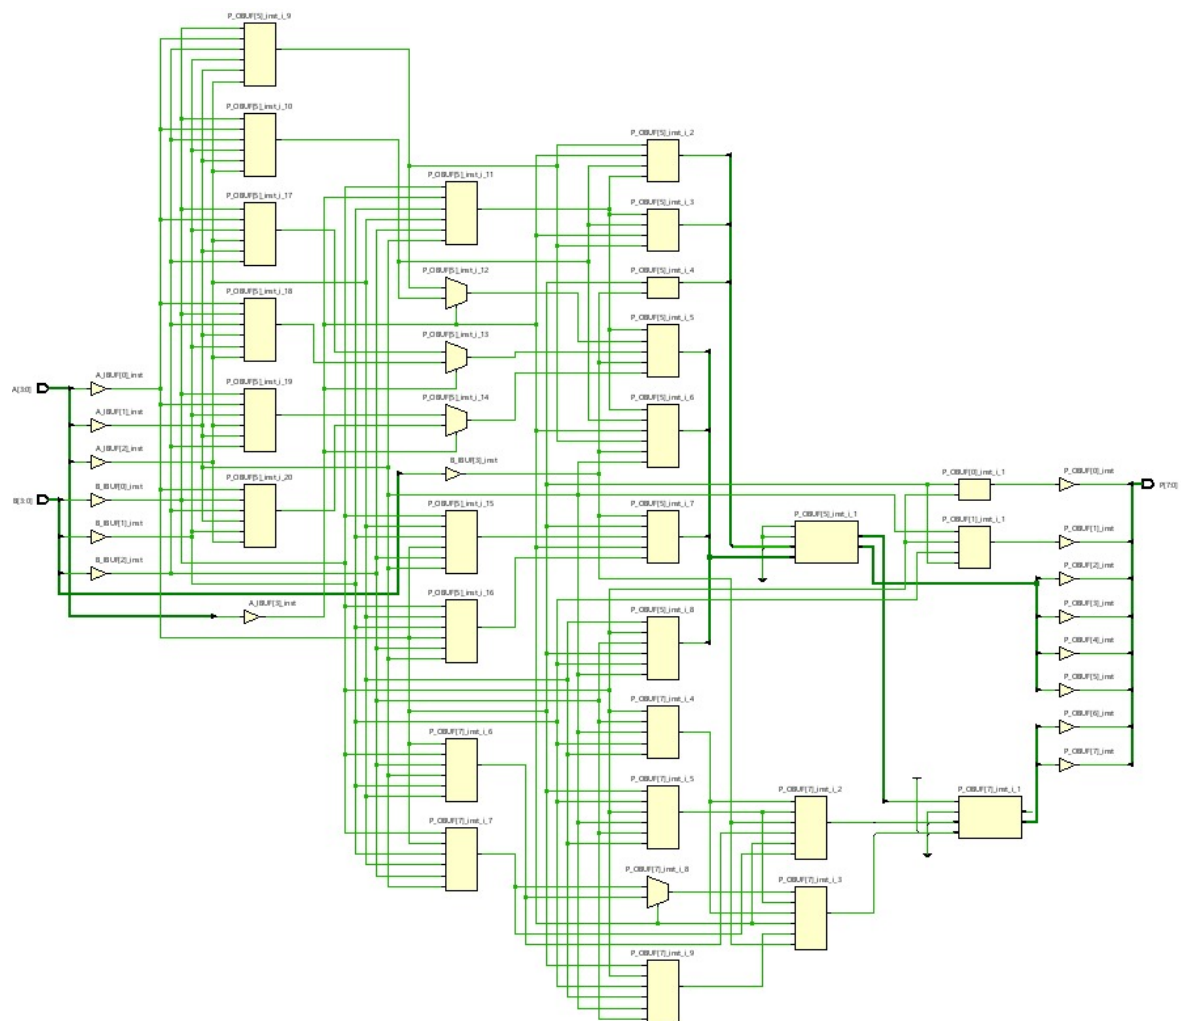 P_OBUF[5]_inst_i_9
P_OBUF[5]_inst_i_10
P_OBUF[5]_inst_i_17
P_OBUF[5]_inst_i_18
P_OBUF[5]_inst_i_19
P_OBUF[5]_inst_i_20
A[3:0]
B[3:0]
A_IBUF[0]_inst
A_IBUF[1]_inst
A_IBUF[2]_inst
B_IBUF[0]_inst
B_IBUF[1]_inst
B_IBUF[2]_inst
A_IBUF[3]_inst
P_OBUF[5]_inst_i_11
P_OBUF[5]_inst_i_12
P_OBUF[5]_inst_i_13
P_OBUF[5]_inst_i_14
B_IBUF[3]_inst
P_OBUF[5]_inst_i_15
P_OBUF[5]_inst_i_16
P_OBUF[7]_inst_i_6
P_OBUF[7]_inst_i_7
P_OBUF[5]_inst_i_2
P_OBUF[5]_inst_i_3
P_OBUF[5]_inst_i_4
P_OBUF[5]_inst_i_5
P_OBUF[5]_inst_i_6
P_OBUF[5]_inst_i_7
P_OBUF[5]_inst_i_8
P_OBUF[7]_inst_i_4
P_OBUF[7]_inst_i_5
P_OBUF[7]_inst_i_8
P_OBUF[7]_inst_i_9
P_OBUF[5]_inst_i_1
P_OBUF[7]_inst_i_2
P_OBUF[7]_inst_i_3
P_OBUF[0]_inst_i_1
P_OBUF[1]_inst_i_1
P_OBUF[7]_inst_i_1
P_OBUF[0]_inst
P_OBUF[1]_inst
P_OBUF[2]_inst
P_OBUF[3]_inst
P_OBUF[4]_inst
P_OBUF[5]_inst
P_OBUF[6]_inst
P_OBUF[7]_inst
P[7:0]